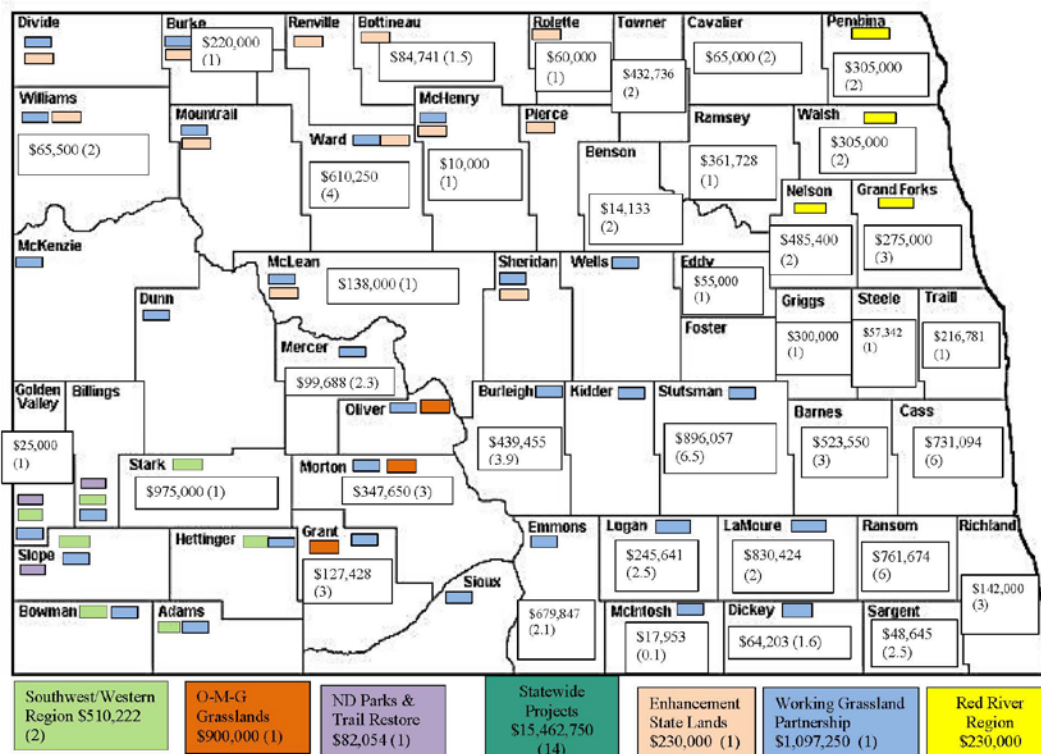 Divide
Burke
Renville
Bottineau
Rolette
Towner
Cavalier
Pembina
$220,000
(1)
$84,741 (1.5)
$60,000
(1)
$432,736
(2)
$65,000 (2)
$305,000
(2)
Williams
Mountrail
Ward
McHenry
Pierce
Benson
Ramsey
Walsh
$65,500 (2)
$610,250
(4)
$10,000
(1)
$14,133
(2)
$361,728
(1)
$305,000
(2)
Nelson
Grand Forks
$485,400
(2)
$275,000
(3)
McKenzie
Dunn
McLean
$138,000 (1)
Sheridan
Wells
Eddy
$55,000
(1)
Foster
Griggs
$300,000
(1)
Steele
$57,342
(1)
Traill
$216,781
(1)
Mercer
$99,688 (2.3)
Golden
Valley
Billings
$25,000
(1)
Oliver
Burleigh
$439,455
(3.9)
Kidder
Stutsman
$896,057
(6.5)
Barnes
$523,550
(3)
Cass
$731,094
(6)
Stark
$975,000 (1)
Morton
$347,650 (3)
Slope
Hettinger
Grant
$127,428
(3)
Sioux
Emmons
$679,847
(2.1)
Logan
$245,641
(2.5)
LaMoure
$830,424
(2)
Ransom
$761,674
(6)
Richland
$142,000
(3)
Bowman
Adams
McIntosh
$17,953
(0.1)
Dickey
$64,203 (1.6)
Sargent
$48,645
(2.5)
Southwest/Western
Region $510,222
(2)
O-M-G
Grasslands
$900,000 (1)
ND Parks &
Trail Restore
$82,054 (1)
Statewide
Projects
$15,462,750
(14)
Enhancement
State Lands
$230,000 (1)
Working Grassland
Partnership
$1,097,250 (1)
Red River
Region
$230,000